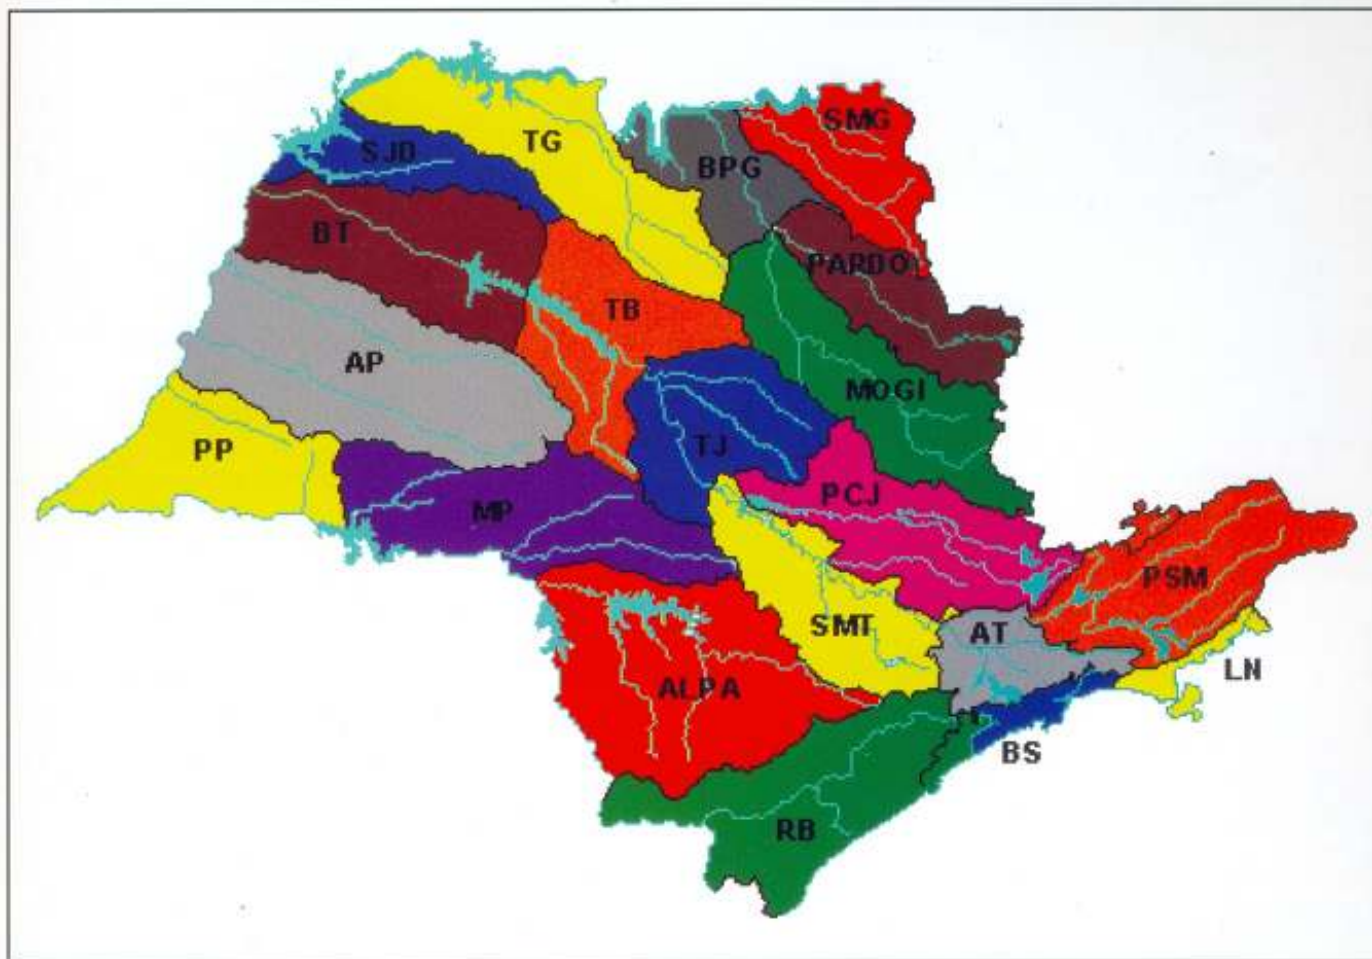 SMG
TG
SJD
BPG
BT
PARDO
TB
AP
MOGI
PP
TJ
PCJ
MP
PSM
SMT
AT
LN
ALPA
BS
RB